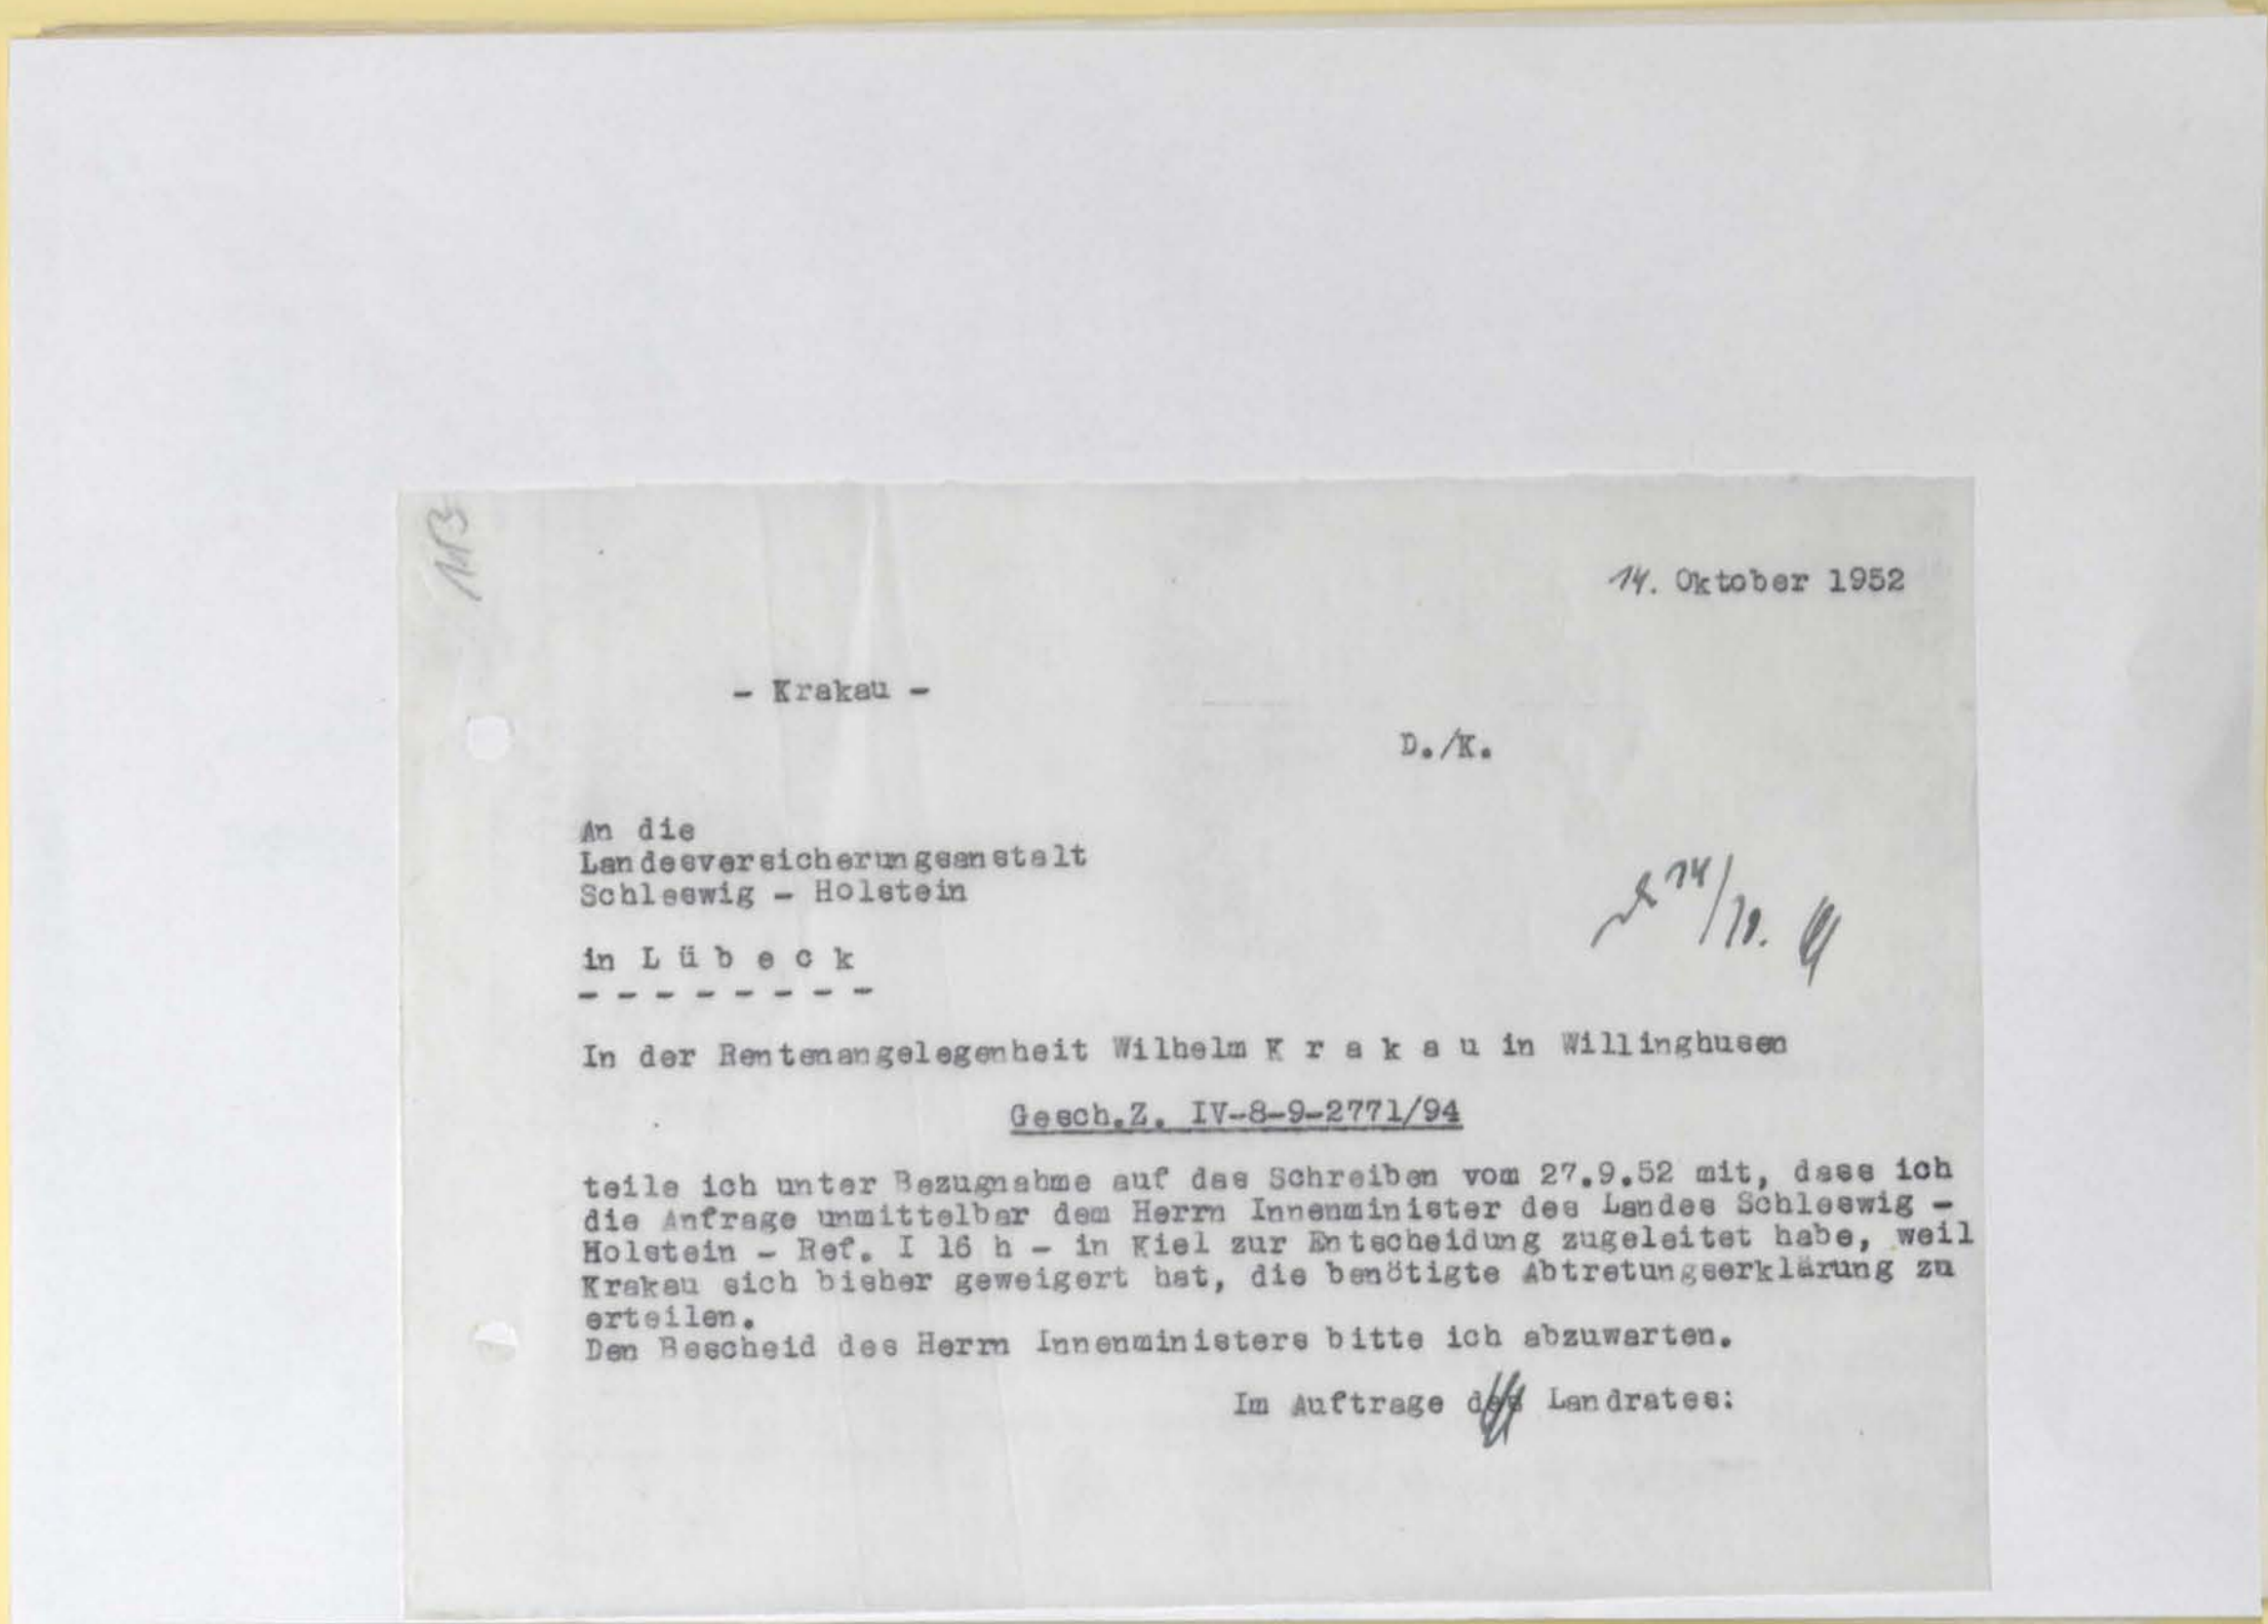 14. Oktober 1952
- Krakau -
D./K.
An die
Landesversicherungsanstalt
Schleswig - Holstein
14/10.
in L ü b e c k
- - - - - - - -
In der Rentenangelegenheit Wilhelm K r a k a u in Willinghusen
Gesch.Z. IV-8-9-2771/94
teile ich unter Bezugnahme auf das Schreiben vom 27.9.52 mit, dass ich
die Anfrage unmittelbar dem Herrn Innenminister des Landes Schleswig -
Holstein - Ref. I 16 h - in Kiel zur Entscheidung zugeleitet habe, weil
Krakau sich bisher geweigert hat, die benötigte Abtretungserklärung zu
erteilen.
Den Bescheid des Herrn Innenministers bitte ich abzuwarten.
Im Auftrage des Landrates: